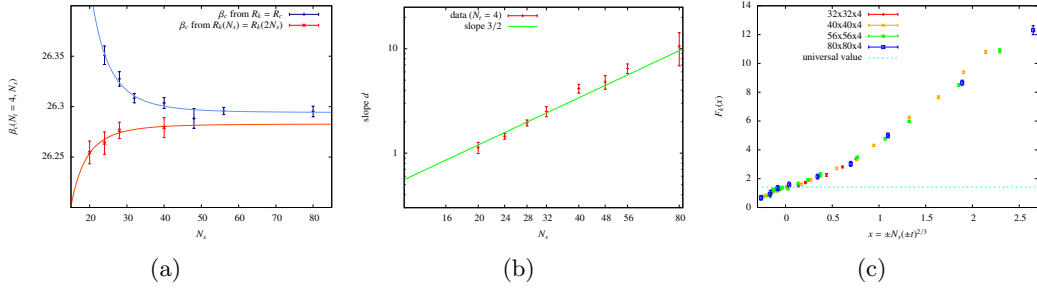 β_c from R_k = R_c
β_c from R_k(N_s) = R_k(2N_s)
26.35
26.3
26.25
β_c(N_t = 4, N_s)
20 30 40 50 60 70 80
N_s
(a)
data (N_t = 4)
slope 3/2
10
1
slope d
16 20 24 28 32 40 48 56 80
N_s
(b)
32x32x4
40x40x4
56x56x4
80x80x4
universal value
14
12
10
8
6
4
2
0
F_k(x)
0 0.5 1 1.5 2 2.5
x = ±N_s(±t)^{2/3}
(c)